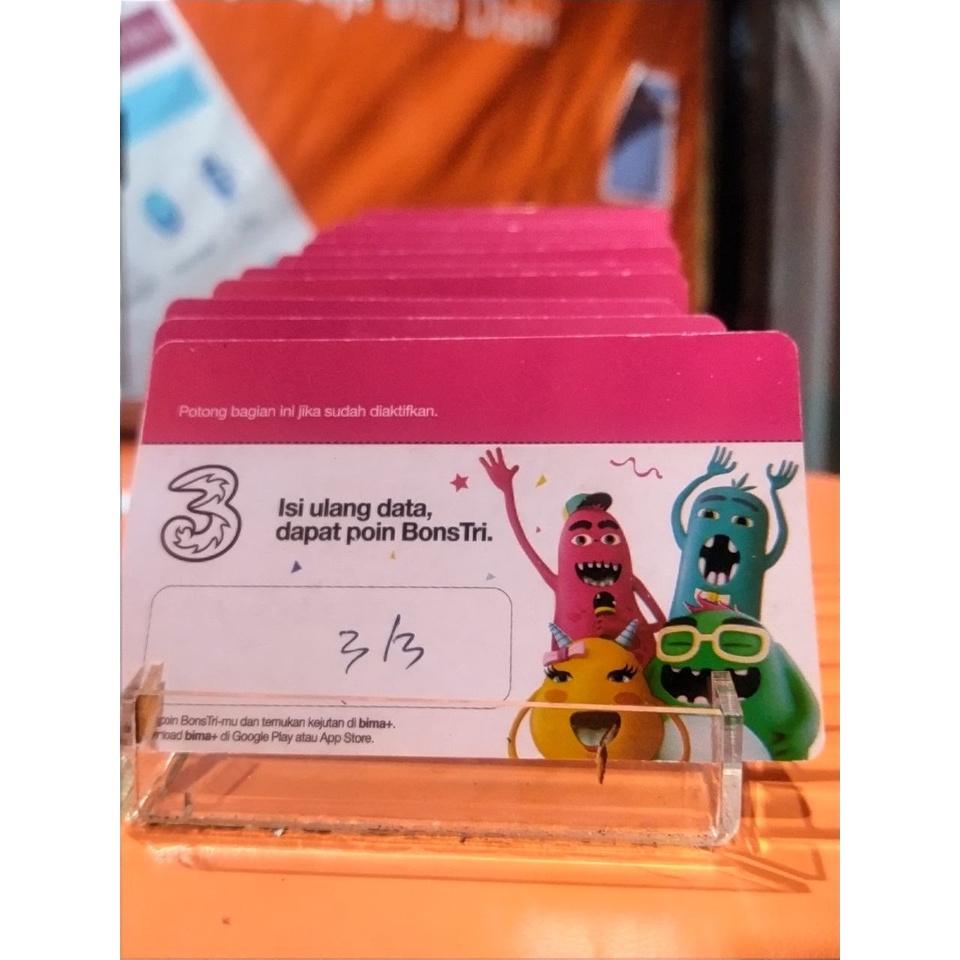 Potong bagian ini jika sudah diaktifkan.
3
Isi ulang data,
dapat poin BonsTri.
3/3
poin BonsTri-mu dan temukan kejutan di bima+.
bima+ di Google Play atau App Store.